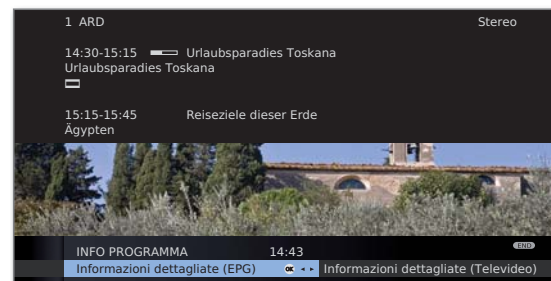 1 ARD Stereo
14:30-15:15 Urlaubsparadies Toskana
Urlaubsparadies Toskana
15:15-15:45 Reiseziele dieser Erde
Ägypten
INFO PROGRAMMA 14:43 END
Informazioni dettagliate (EPG) OK Informazioni dettagliate (Televideo)